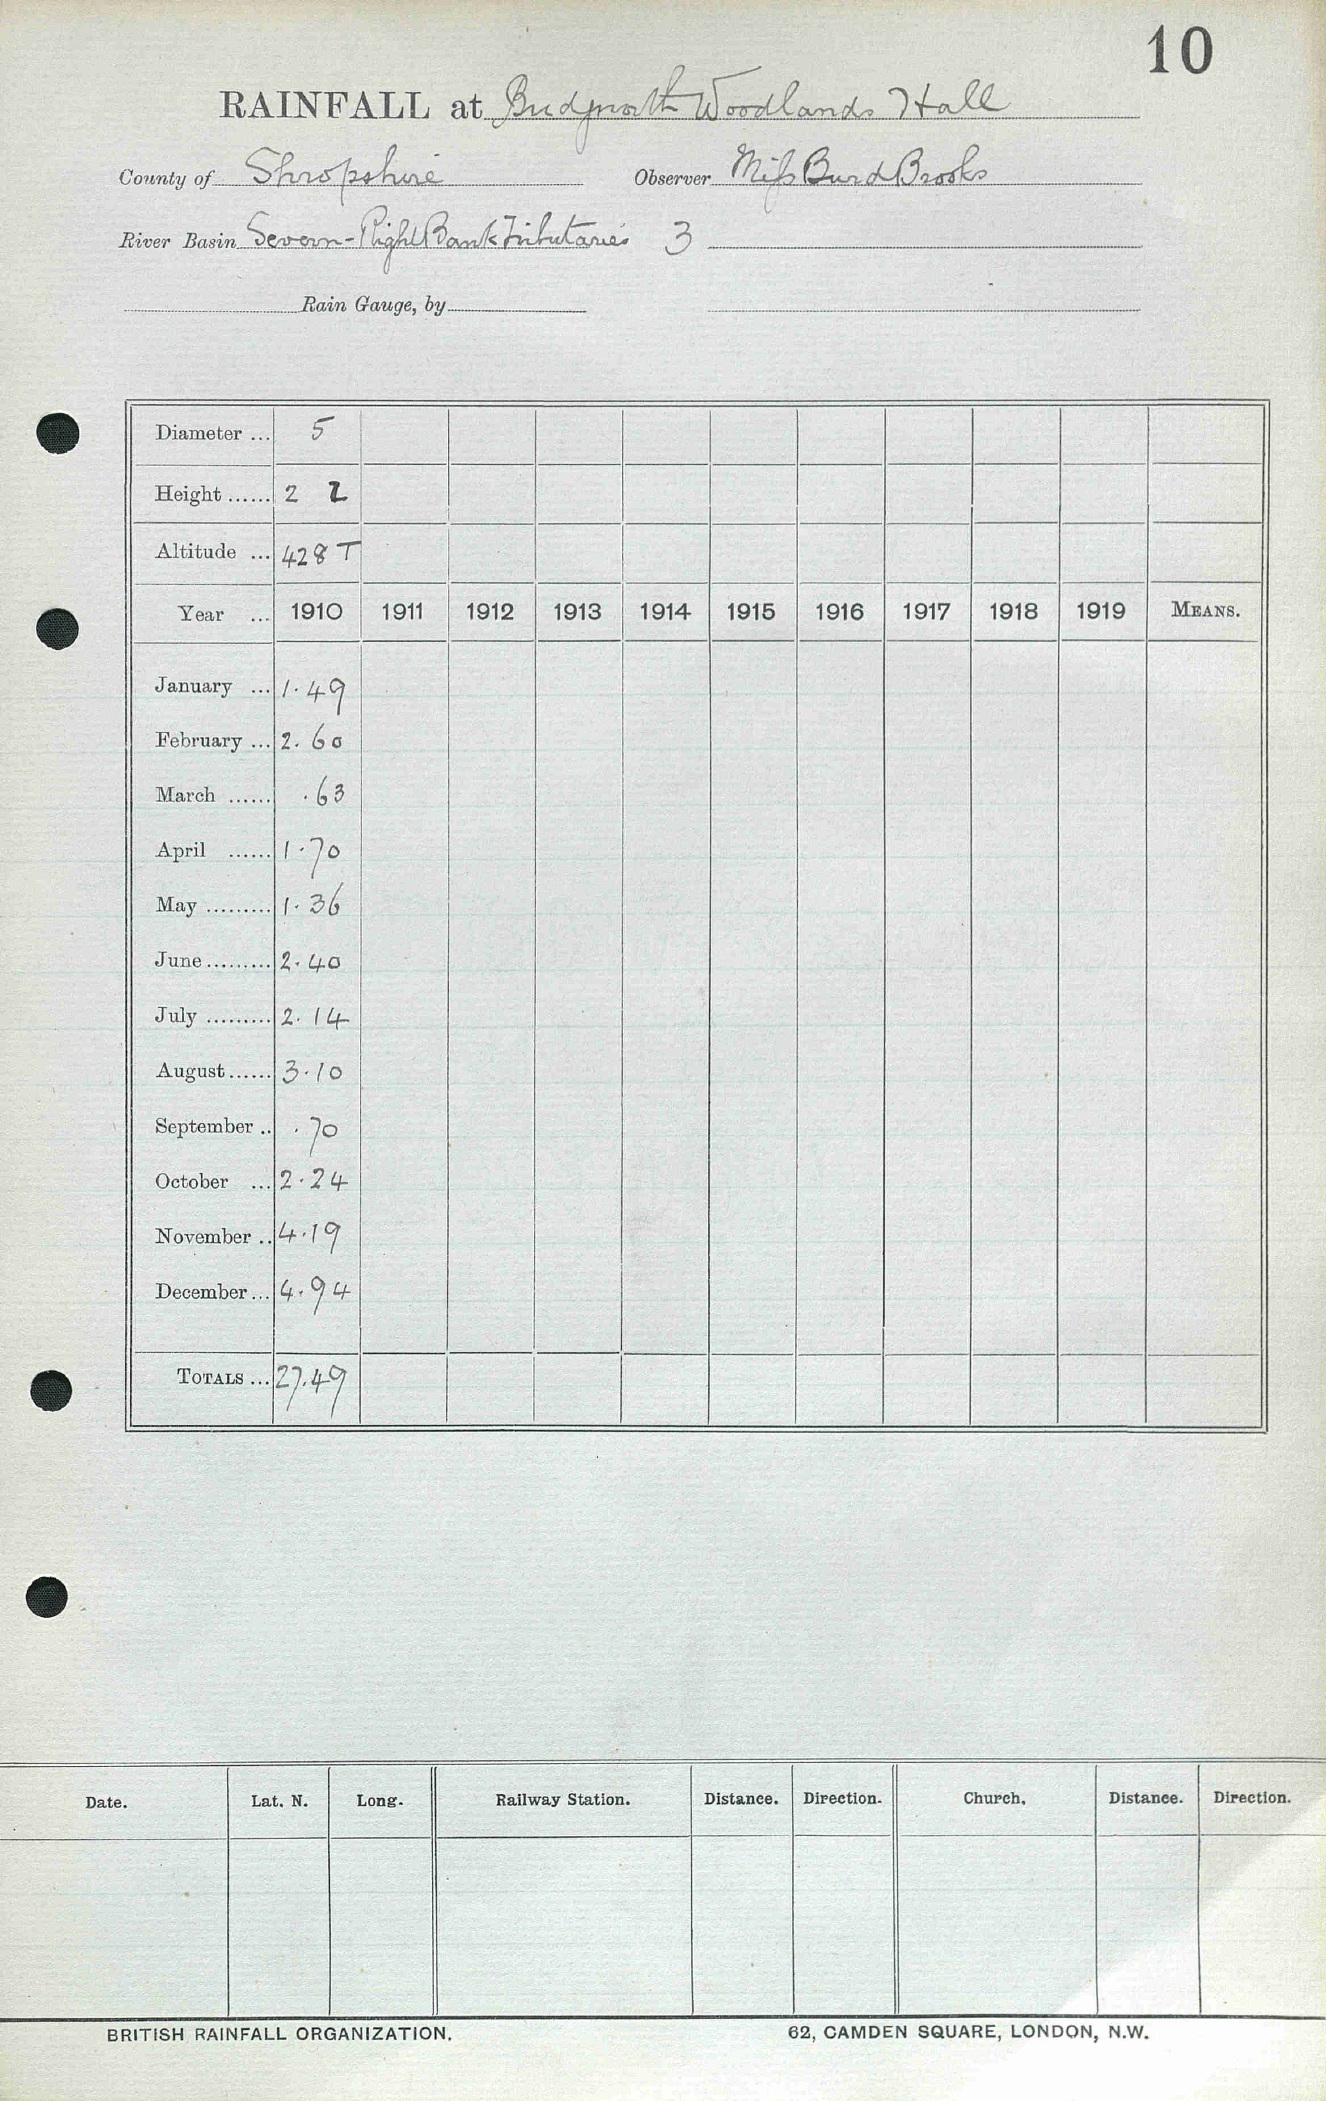 10
RAINFALL at Bridgnorth Woodlands Hall
County of Shropshire Observer Miss Burd Brooks
River Basin Severn-Right Bank Tributaries 3
Rain Gauge, by
Diameter ... 5
Height ...... 2 2
Altitude ... 428 T
Year ... 1910 1911 1912 1913 1914 1915 1916 1917 1918 1919 MEANS.
January ... 1.49
February ... 2.60
March ...... .63
April ...... 1.70
May ......... 1.36
June ......... 2.40
July ......... 2.14
August ...... 3.10
September .. .70
October ... 2.24
November .. 4.19
December ... 4.94
TOTALS ... 27.49
Date. Lat. N. Long. Railway Station. Distance. Direction. Church. Distance. Direction.
BRITISH RAINFALL ORGANIZATION. 62, CAMDEN SQUARE, LONDON, N.W.